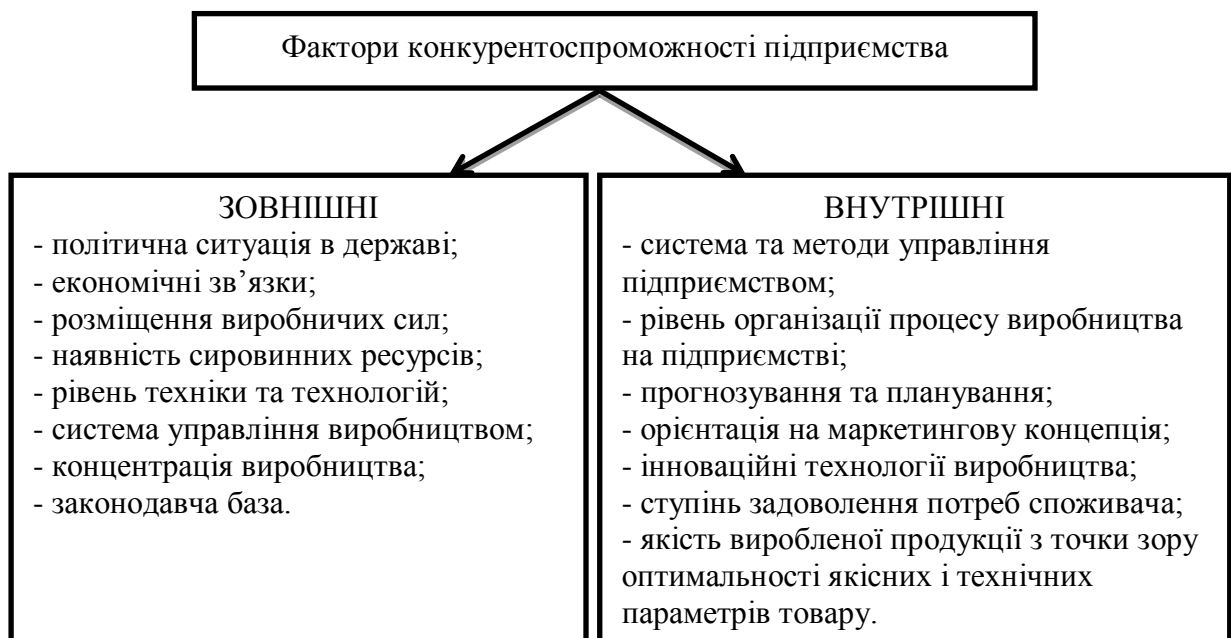 Фактори конкурентоспроможності підприємства
ЗОВНІШНІ
- політична ситуація в державі;
- економічні зв’язки;
- розміщення виробничих сил;
- наявність сировинних ресурсів;
- рівень техніки та технологій;
- система управління виробництвом;
- концентрація виробництва;
- законодавча база.
ВНУТРІШНІ
- система та методи управління
підприємством;
- рівень організації процесу виробництва
на підприємстві;
- прогнозування та планування;
- орієнтація на маркетингову концепція;
- інноваційні технології виробництва;
- ступінь задоволення потреб споживача;
- якість виробленої продукції з точки зору
оптимальності якісних і технічних
параметрів товару.